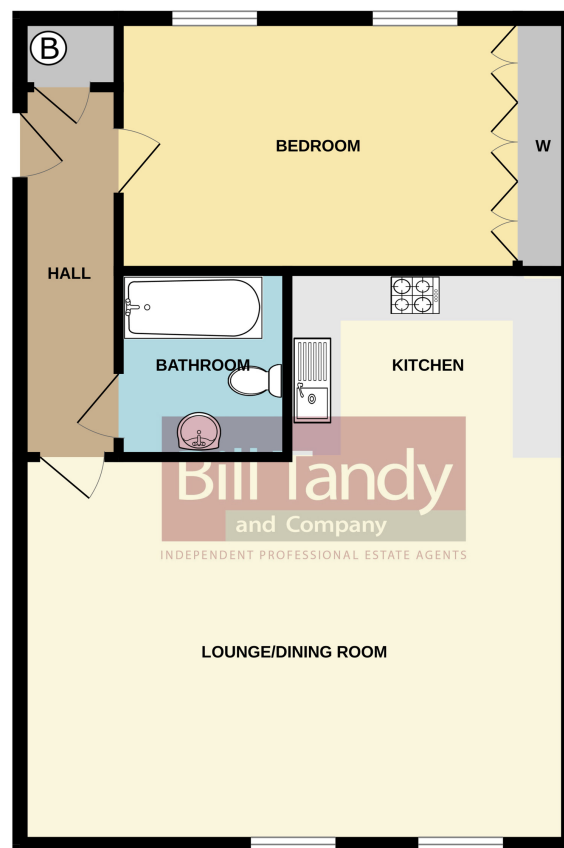 B
BEDROOM
W
HALL
BATHROOM
KITCHEN
Bill Tandy
and Company
INDEPENDENT PROFESSIONAL ESTATE AGENTS
LOUNGE/DINING ROOM